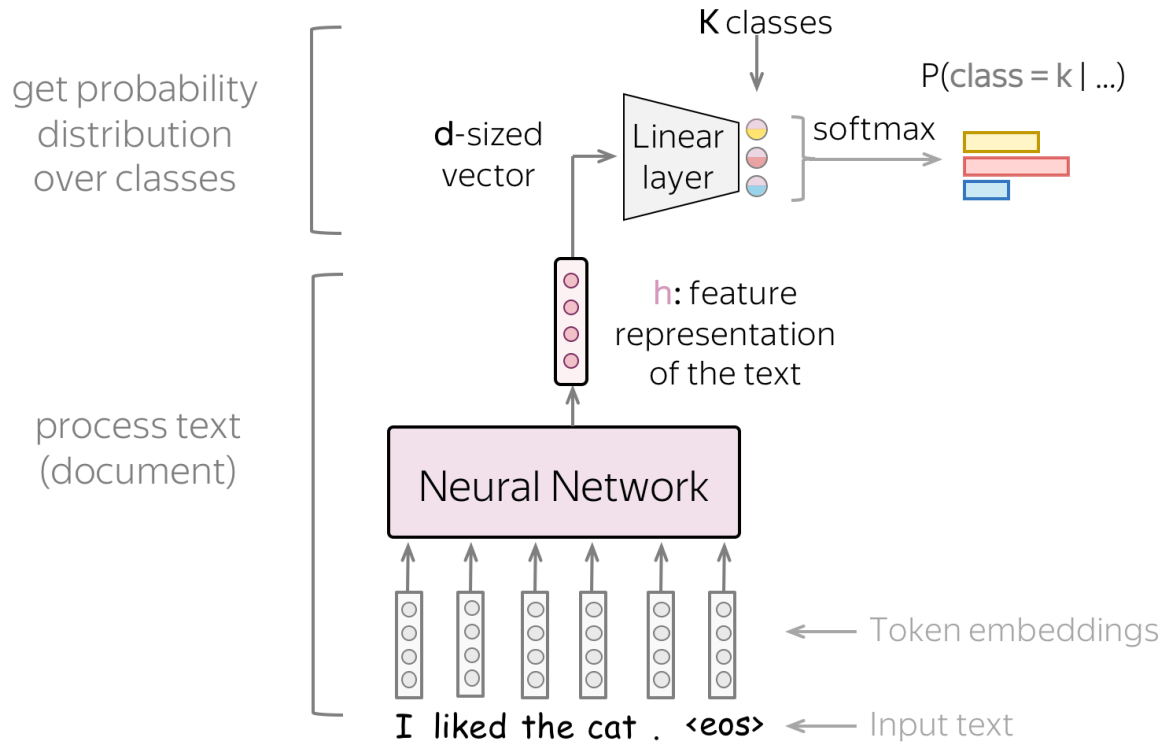 K classes
get probability
distribution
over classes
d-sized
vector
Linear
layer
softmax
P(class = k | ...)
h: feature
representation
of the text
process text
(document)
Neural Network
Token embeddings
I liked the cat . <eos>
Input text